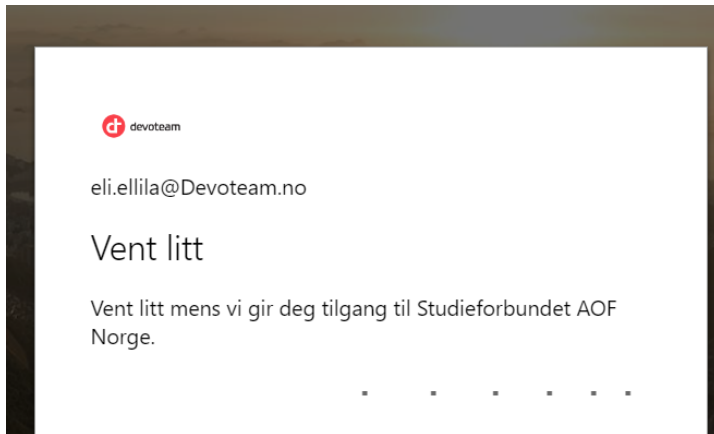 devoteam
eli.ellila@Devoteam.no
Vent litt
Vent litt mens vi gir deg tilgang til Studieforbundet AOF
Norge.